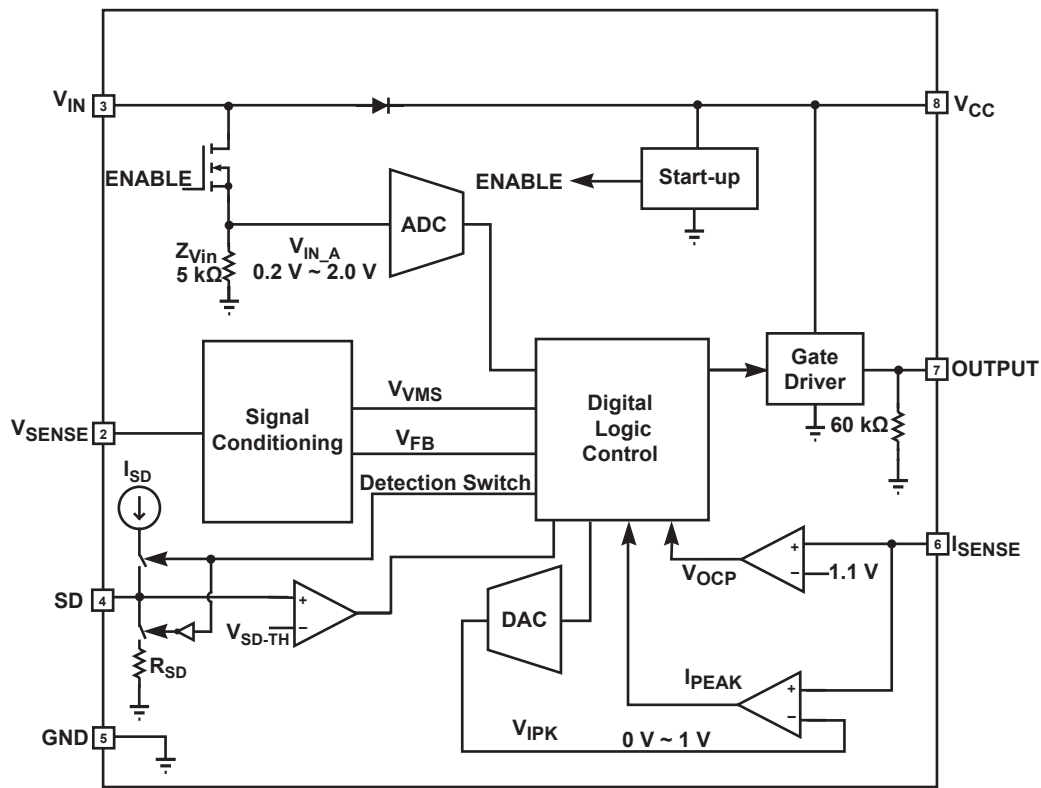 V_IN
3
8
V_CC
ENABLE
ENABLE
Start-up
ADC
Z_Vin
5 kΩ
V_IN_A
0.2 V ~ 2.0 V
Gate
Driver
7
OUTPUT
60 kΩ
V_SENSE
2
Signal
Conditioning
V_VMS
V_FB
Detection Switch
Digital
Logic
Control
I_SD
SD
4
R_SD
V_SD-TH
+
−
DAC
V_OCP
+
−
1.1 V
6
I_SENSE
I_PEAK
+
−
V_IPK
0 V ~ 1 V
GND
5